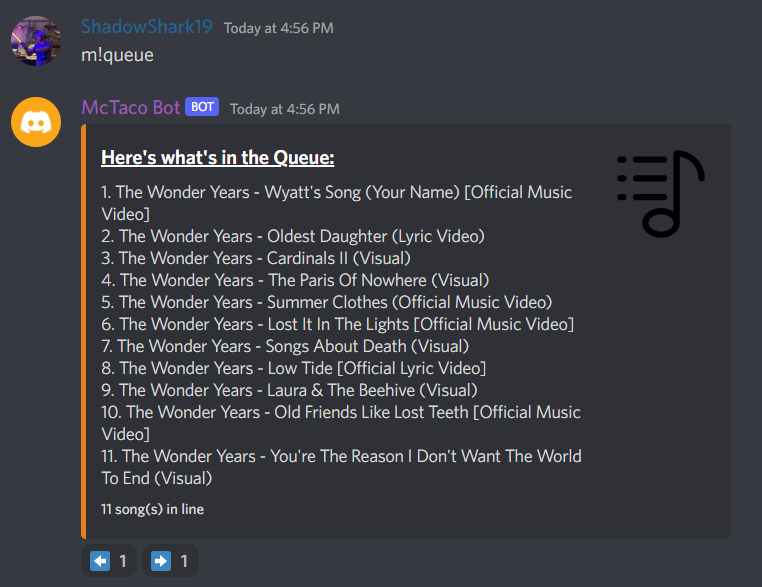 ShadowShark19 Today at 4:56 PM
m!queue
McTaco Bot BOT Today at 4:56 PM
Here's what's in the Queue:
1. The Wonder Years - Wyatt's Song (Your Name) [Official Music
Video]
2. The Wonder Years - Oldest Daughter (Lyric Video)
3. The Wonder Years - Cardinals II (Visual)
4. The Wonder Years - The Paris Of Nowhere (Visual)
5. The Wonder Years - Summer Clothes (Official Music Video)
6. The Wonder Years - Lost It In The Lights [Official Music Video]
7. The Wonder Years - Songs About Death (Visual)
8. The Wonder Years - Low Tide [Official Lyric Video]
9. The Wonder Years - Laura & The Beehive (Visual)
10. The Wonder Years - Old Friends Like Lost Teeth [Official Music
Video]
11. The Wonder Years - You're The Reason I Don't Want The World
To End (Visual)
11 song(s) in line
1 1